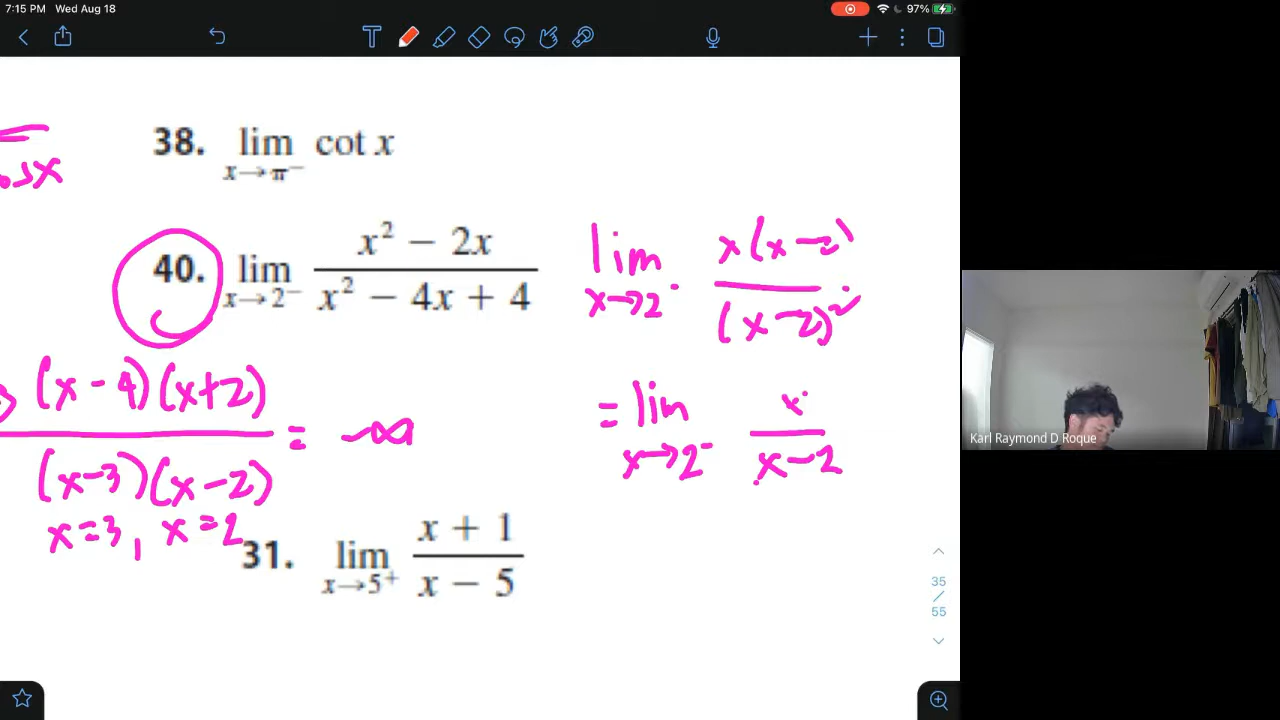 7:15 PM Wed Aug 18
97%
T
38. lim cot x
x→π⁻
cosx
40. lim x² − 2x / x² − 4x + 4
x→2⁻
lim x(x−2) / (x−2)²
x→2⁻
(x−4)(x+2) / (x−3)(x−2) = −∞
x=3, x=2
= lim x / x−2
x→2⁻
31. lim x + 1 / x − 5
x→5⁺
35
/
55
Karl Raymond D Roque